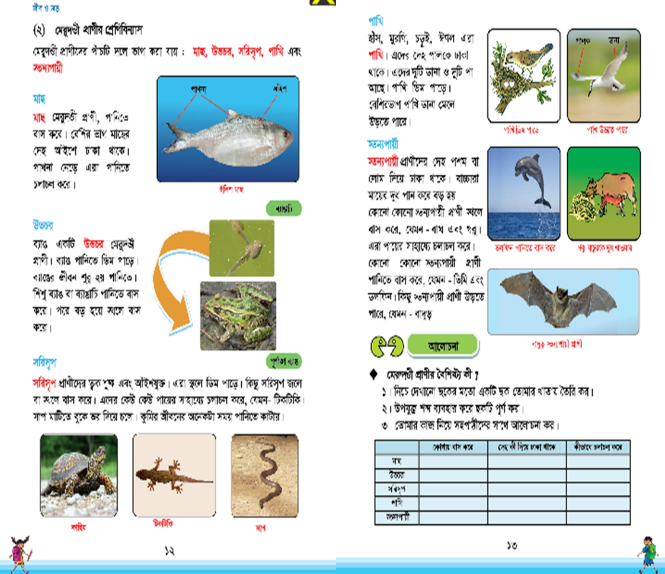 জীব ও জড়
(২) মেরুদণ্ডী প্রাণীর শ্রেণিবিন্যাস
মেরুদণ্ডী প্রাণীদের পাঁচটি দলে ভাগ করা যায় : মাছ, উভচর, সরিসৃপ, পাখি এবং
স্তন্যপায়ী
মাছ
মাছ মেরুদণ্ডী প্রাণী, পানিতে
বাস করে। বেশির ভাগ মাছের
দেহ আঁইশে ঢাকা থাকে।
পাখনা নেড়ে এরা পানিতে
চলাচল করে।
পাখনা
আঁইশ
ইলিশ মাছ
ব্যাঙাচি
উভচর
ব্যাঙ একটি উভচর মেরুদণ্ডী
প্রাণী। ব্যাঙ পানিতে ডিম পাড়ে।
ব্যাঙের জীবন শুরু হয় পানিতে।
শিশু ব্যাঙ বা ব্যাঙাচি পানিতে বাস
করে। পরে বড় হয়ে স্থলে বাস
করে।
পূর্ণাঙ্গ ব্যাঙ
সরিসৃপ
সরিসৃপ প্রাণীদের ত্বক শুষ্ক এবং আঁইশযুক্ত। এরা স্থলে ডিম পাড়ে। কিছু সরিসৃপ জলে
বা স্থলে বাস করে। এদের কেউ কেউ পায়ের সাহায্যে চলাচল করে, যেমন- টিকটিকি।
সাপ মাটিতে বুকে ভর দিয়ে চলে। কুমির জীবনের অনেকটা সময় পানিতে কাটায়।
কাছিম
টিকটিকি
সাপ
১২
পাখি
হাঁস, মুরগি, চড়ুই, ঈগল এরা
পাখি। এদের দেহ পালকে ঢাকা
থাকে। এদের দুটি ডানা ও দুটি পা
আছে। পাখি ডিম পাড়ে।
বেশিরভাগ পাখি ডানা মেলে
উড়তে পারে।
পালক
ডানা
পাখি ডিম পাড়ে
পাখি উড়তে পারে
স্তন্যপায়ী
স্তন্যপায়ী প্রাণীদের দেহ পশম বা
লোম দিয়ে ঢাকা থাকে। বাচ্চারা
মায়ের দুধ পান করে বড় হয়
কোনো কোনো স্তন্যপায়ী প্রাণী স্থলে
বাস করে, যেমন - বাঘ এবং গরু।
এরা পায়ের সাহায্যে চলাচল করে।
কোনো কোনো স্তন্যপায়ী প্রাণী
পানিতে বাস করে, যেমন - তিমি এবং
ডলফিন। কিছু স্তন্যপায়ী প্রাণী উড়তে
পারে, যেমন - বাদুড়
ডলফিন পানিতে বাস করে
বাদুড় স্তন্যপায়ী প্রাণী
আলোচনা
মেরুদণ্ডী প্রাণীর বৈশিষ্ট্য কী ?
১। নিচে দেখানো ছকের মতো একটি ছক তোমার খাতায় তৈরি কর।
২। উপযুক্ত শব্দ ব্যবহার করে ছকটি পূর্ণ কর।
৩ তোমার কাজ নিয়ে সহপাঠীদের সাথে আলোচনা কর।
কোথায় বাস করে
দেহ কী দিয়ে ঢাকা থাকে
কীভাবে চলাচল করে
মাছ
উভচর
সরিসৃপ
পাখি
স্তন্যপায়ী
১৩